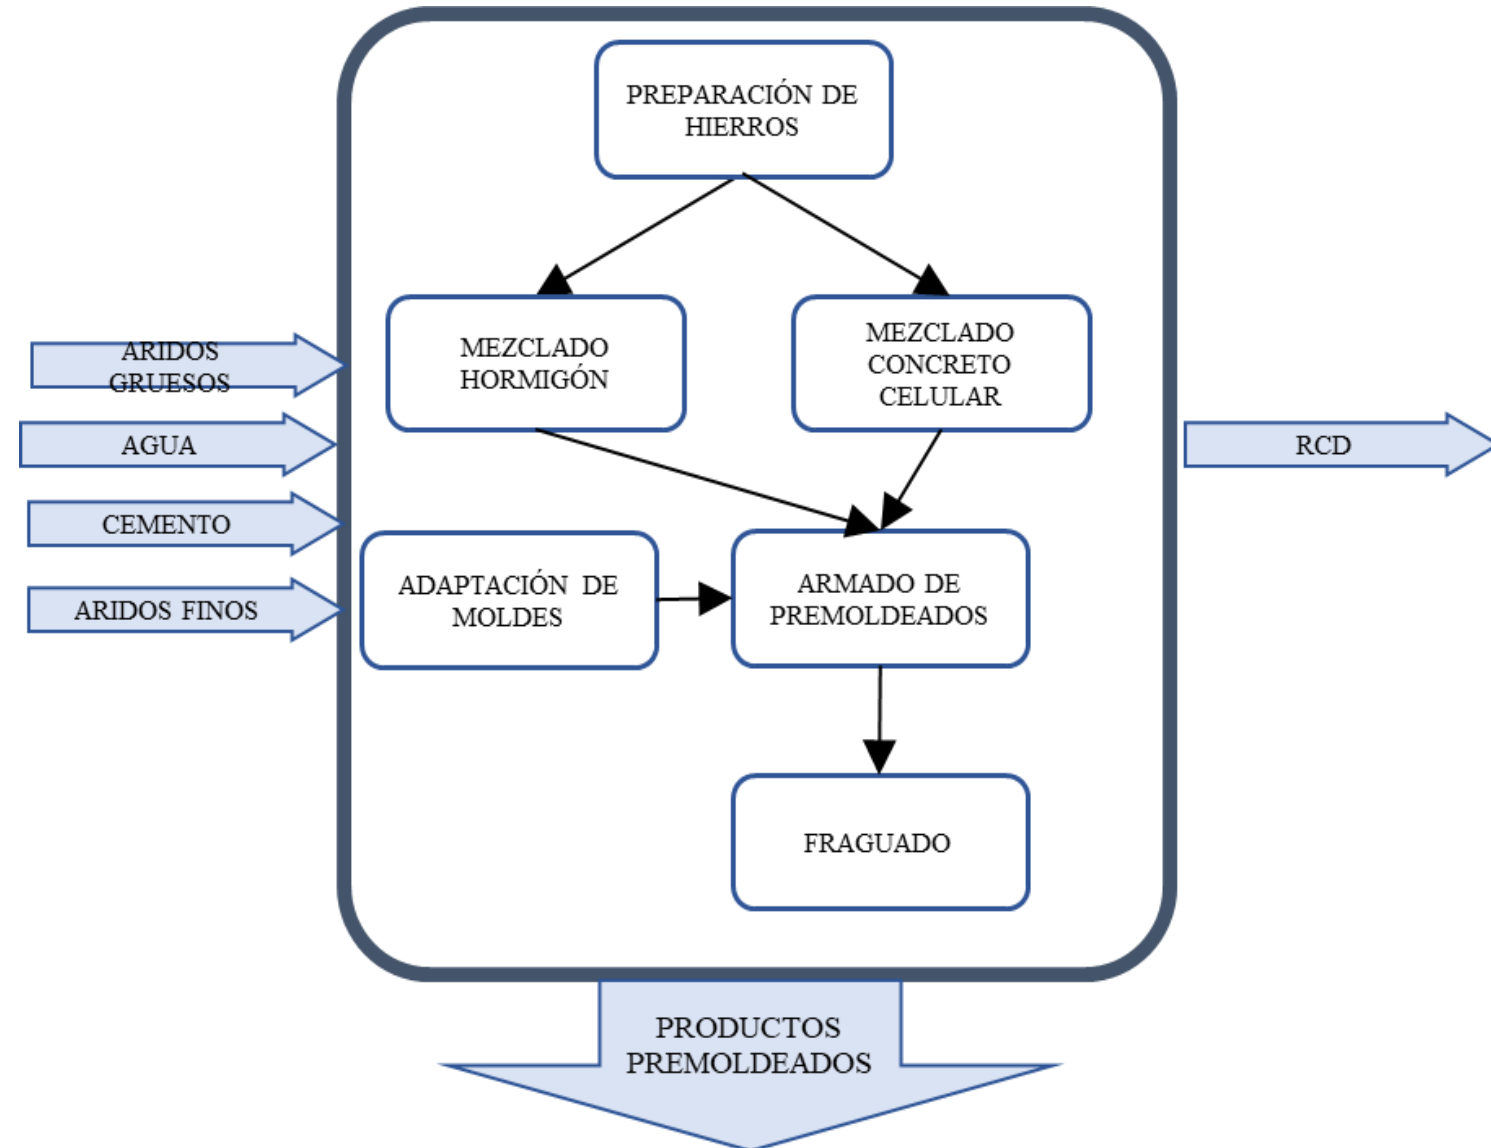 PREPARACIÓN DE
HIERROS
MEZCLADO
HORMIGÓN
MEZCLADO
CONCRETO
CELULAR
ARIDOS
GRUESOS
AGUA
CEMENTO
ARIDOS FINOS
RCD
ADAPTACIÓN DE
MOLDES
ARMADO DE
PREMOLDEADOS
FRAGUADO
PRODUCTOS
PREMOLDEADOS